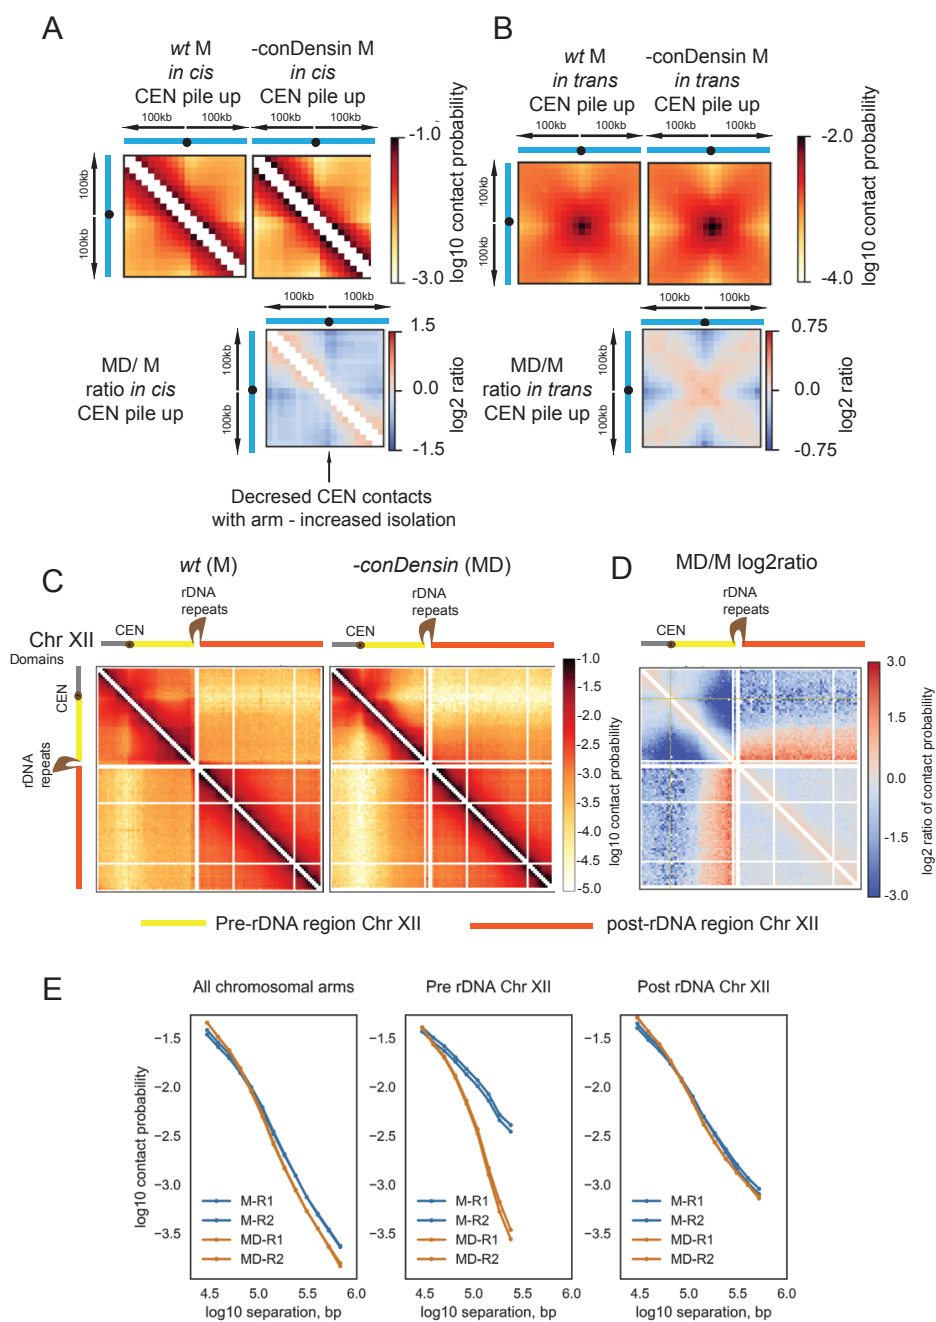 A
wt M
in cis
CEN pile up
-conDensin M
in cis
CEN pile up
100kb 100kb 100kb 100kb
100kb
100kb
-1.0
-3.0
log10 contact probability
B
wt M
in trans
CEN pile up
-conDensin M
in trans
CEN pile up
100kb 100kb 100kb 100kb
100kb
100kb
-2.0
-4.0
log10 contact probability
MD/ M
ratio in cis
CEN pile up
100kb 100kb
100kb
100kb
1.5
0.0
-1.5
log2 ratio
Decresed CEN contacts
with arm - increased isolation
MD/M
ratio in trans
CEN pile up
100kb 100kb
100kb
100kb
0.75
0.0
-0.75
log2 ratio
C
wt (M)
-conDensin (MD)
rDNA
repeats
rDNA
repeats
Chr XII
CEN
CEN
Domains
CEN
rDNA
repeats
-1.0
-1.5
-2.0
-2.5
-3.0
-3.5
-4.0
-4.5
-5.0
log10 contact probability
D
MD/M log2ratio
rDNA
repeats
CEN
3.0
1.5
0.0
-1.5
-3.0
log2 ratio of contact probability
Pre-rDNA region Chr XII
post-rDNA region Chr XII
E
All chromosomal arms
Pre rDNA Chr XII
Post rDNA Chr XII
log10 contact probability
−1.5
−2.0
−2.5
−3.0
−3.5
M-R1
M-R2
MD-R1
MD-R2
4.5 5.0 5.5 6.0
log10 separation, bp
−1.5
−2.0
−2.5
−3.0
−3.5
M-R1
M-R2
MD-R1
MD-R2
4.5 5.0 5.5 6.0
log10 separation, bp
−1.5
−2.0
−2.5
−3.0
−3.5
M-R1
M-R2
MD-R1
MD-R2
4.5 5.0 5.5 6.0
log10 separation, bp